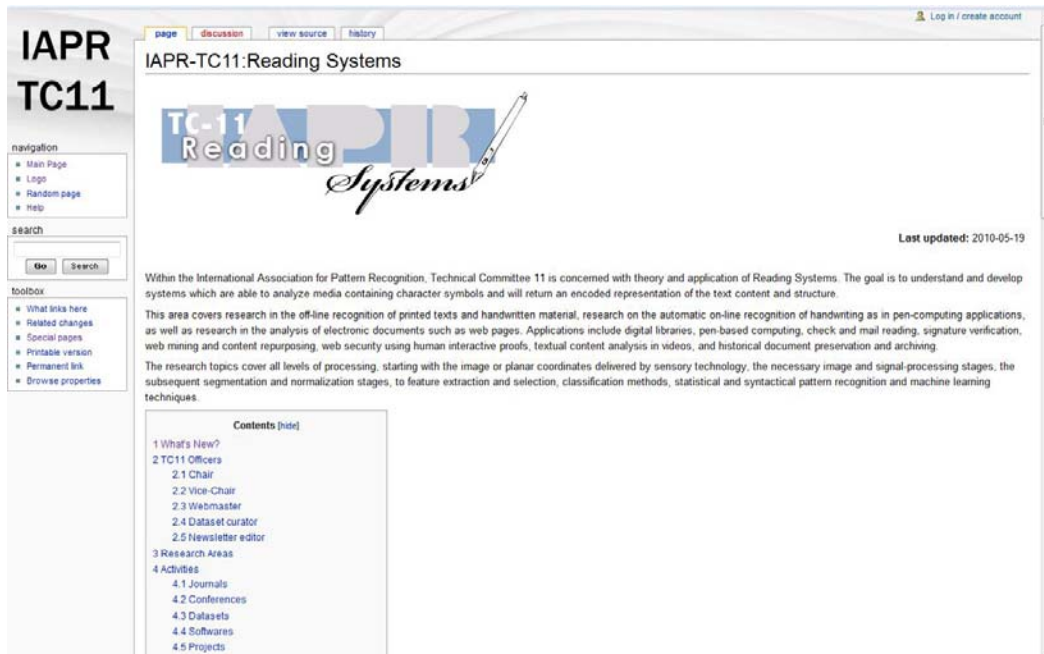 Log in / create account
IAPR
TC11
page discussion view source history
IAPR-TC11:Reading Systems
TC-11 IAPR
Reading
Systems
navigation
Main Page
Logo
Random page
Help
search
Go Search
toolbox
What links here
Related changes
Special pages
Printable version
Permanent link
Browse properties
Last updated: 2010-05-19
Within the International Association for Pattern Recognition, Technical Committee 11 is concerned with theory and application of Reading Systems. The goal is to understand and develop
systems which are able to analyze media containing character symbols and will return an encoded representation of the text content and structure.
This area covers research in the off-line recognition of printed texts and handwritten material, research on the automatic on-line recognition of handwriting as in pen-computing applications,
as well as research in the analysis of electronic documents such as web pages. Applications include digital libraries, pen-based computing, check and mail reading, signature verification,
web mining and content repurposing, web security using human interactive proofs, textual content analysis in videos, and historical document preservation and archiving.
The research topics cover all levels of processing, starting with the image or planar coordinates delivered by sensory technology, the necessary image and signal-processing stages, the
subsequent segmentation and normalization stages, to feature extraction and selection, classification methods, statistical and syntactical pattern recognition and machine learning
techniques.
Contents [hide]
1 What's New?
2 TC11 Officers
2.1 Chair
2.2 Vice-Chair
2.3 Webmaster
2.4 Dataset curator
2.5 Newsletter editor
3 Research Areas
4 Activities
4.1 Journals
4.2 Conferences
4.3 Datasets
4.4 Softwares
4.5 Projects